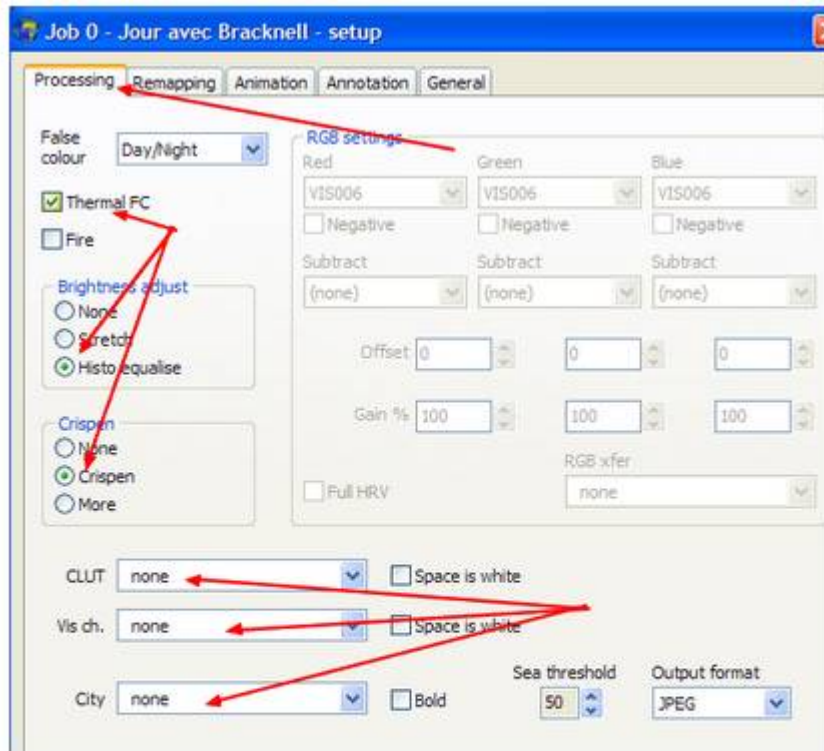 Job 0 - Jour avec Bracknell - setup
Processing Remapping Animation Annotation General
False colour
Day/Night
Thermal FC
Fire
Brightness adjust
None
Stretch
Histo equalise
Crispen
None
Crispen
More
RGB settings
Red Green Blue
VIS006 VIS006 VIS006
Negative Negative Negative
Subtract Subtract Subtract
(none) (none) (none)
Offset 0 0 0
Gain % 100 100 100
RGB xfer
Full HRV none
CLUT none Space is white
Vis ch. none Space is white
Sea threshold Output format
City none Bold 50 JPEG